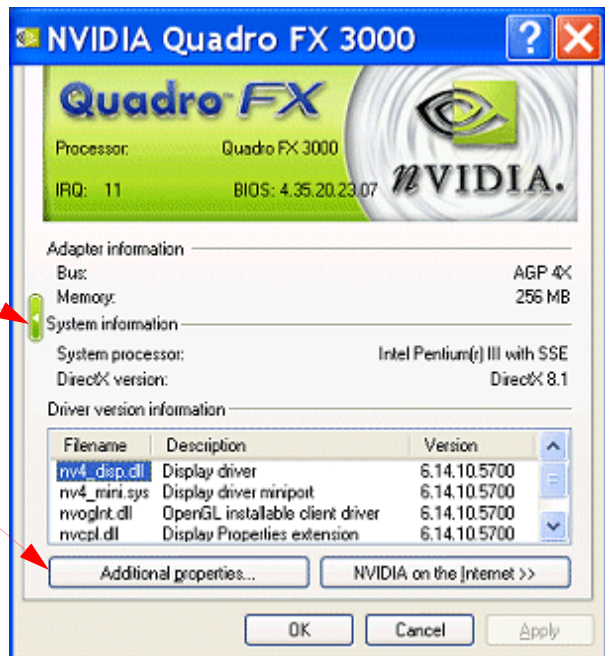 NVIDIA Quadro FX 3000
Quadro FX
Processor: Quadro FX 3000
IRQ: 11 BIOS: 4.35.20.23.07
nVIDIA.
Adapter information
Bus: AGP 4X
Memory: 256 MB
System information
System processor: Intel Pentium(r) III with SSE
DirectX version: DirectX 8.1
Driver version information
Filename Description Version
nv4_disp.dll Display driver 6.14.10.5700
nv4_mini.sys Display driver miniport 6.14.10.5700
nvoglnt.dll OpenGL installable client driver 6.14.10.5700
nvcpl.dll Display Properties extension 6.14.10.5700
Additional properties... NVIDIA on the Internet >>
OK Cancel Apply